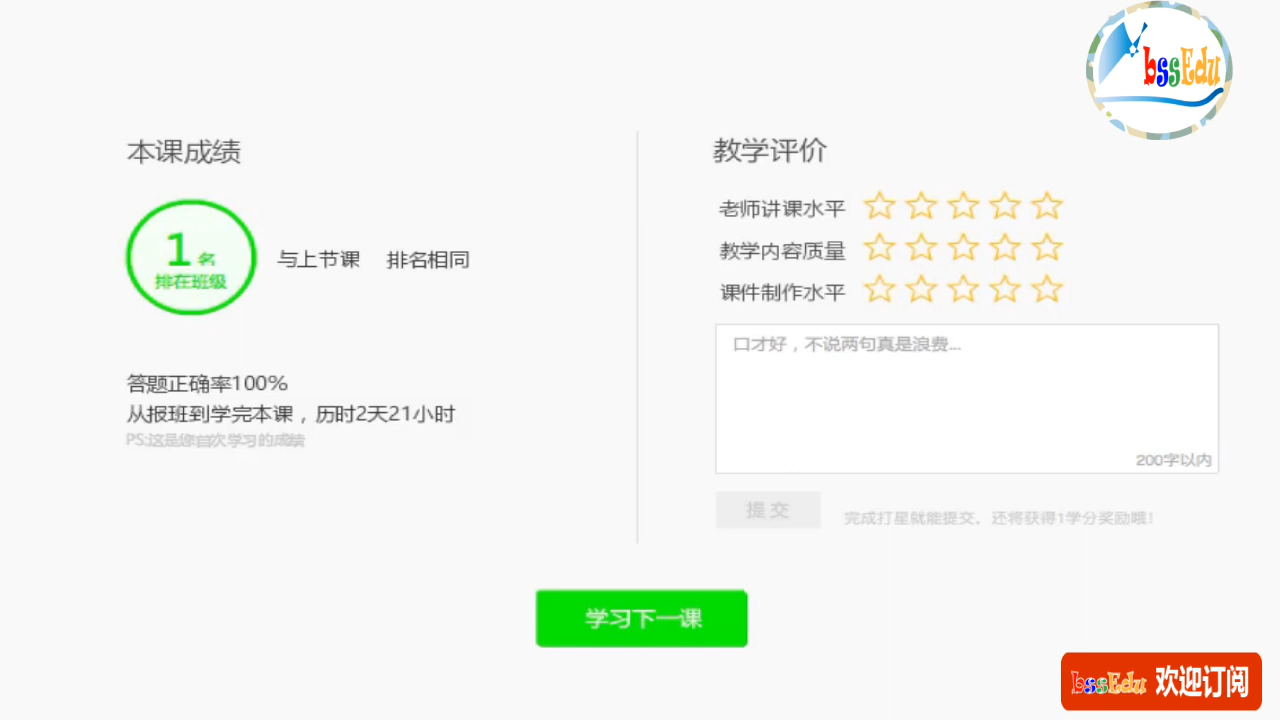 bssEdu
本课成绩
1名
排在班级
与上节课 排名相同
答题正确率100%
从报班到学完本课，历时2天21小时
PS:这是您首次学习的成绩
教学评价
老师讲课水平
教学内容质量
课件制作水平
口才好，不说两句真是浪费...
200字以内
提 交
完成打星就能提交。还将获得1学分奖励哦！
学习下一课
bssEdu 欢迎订阅